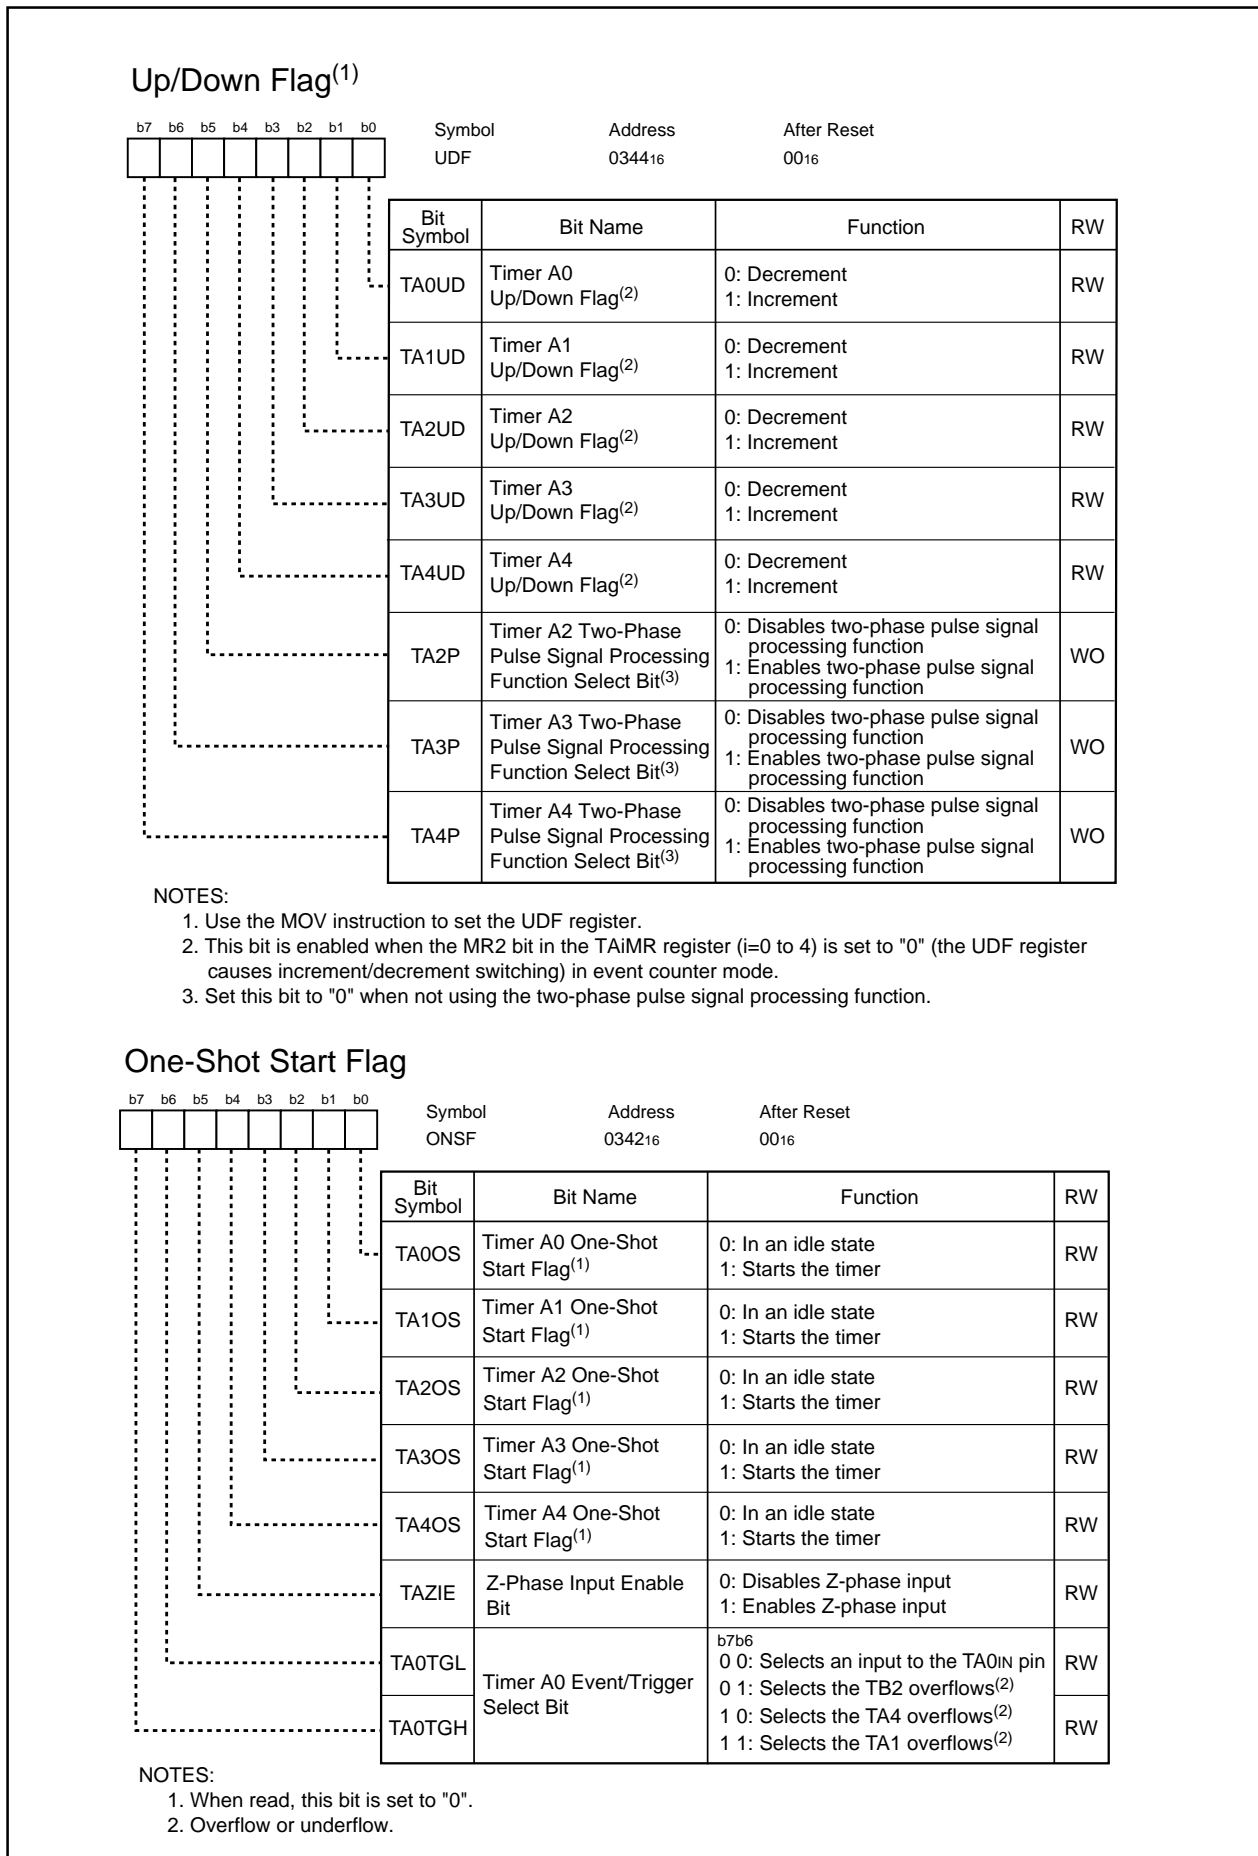 Up/Down Flag(1)
b7 b6 b5 b4 b3 b2 b1 b0
Symbol Address After Reset
UDF 034416 0016
Bit Symbol Bit Name Function RW
TA0UD Timer A0 Up/Down Flag(2) 0: Decrement 1: Increment RW
TA1UD Timer A1 Up/Down Flag(2) 0: Decrement 1: Increment RW
TA2UD Timer A2 Up/Down Flag(2) 0: Decrement 1: Increment RW
TA3UD Timer A3 Up/Down Flag(2) 0: Decrement 1: Increment RW
TA4UD Timer A4 Up/Down Flag(2) 0: Decrement 1: Increment RW
TA2P Timer A2 Two-Phase Pulse Signal Processing Function Select Bit(3) 0: Disables two-phase pulse signal processing function 1: Enables two-phase pulse signal processing function WO
TA3P Timer A3 Two-Phase Pulse Signal Processing Function Select Bit(3) 0: Disables two-phase pulse signal processing function 1: Enables two-phase pulse signal processing function WO
TA4P Timer A4 Two-Phase Pulse Signal Processing Function Select Bit(3) 0: Disables two-phase pulse signal processing function 1: Enables two-phase pulse signal processing function WO
NOTES:
1. Use the MOV instruction to set the UDF register.
2. This bit is enabled when the MR2 bit in the TAiMR register (i=0 to 4) is set to "0" (the UDF register
causes increment/decrement switching) in event counter mode.
3. Set this bit to "0" when not using the two-phase pulse signal processing function.
One-Shot Start Flag
b7 b6 b5 b4 b3 b2 b1 b0
Symbol Address After Reset
ONSF 034216 0016
Bit Symbol Bit Name Function RW
TA0OS Timer A0 One-Shot Start Flag(1) 0: In an idle state 1: Starts the timer RW
TA1OS Timer A1 One-Shot Start Flag(1) 0: In an idle state 1: Starts the timer RW
TA2OS Timer A2 One-Shot Start Flag(1) 0: In an idle state 1: Starts the timer RW
TA3OS Timer A3 One-Shot Start Flag(1) 0: In an idle state 1: Starts the timer RW
TA4OS Timer A4 One-Shot Start Flag(1) 0: In an idle state 1: Starts the timer RW
TAZIE Z-Phase Input Enable Bit 0: Disables Z-phase input 1: Enables Z-phase input RW
b7b6
TA0TGL Timer A0 Event/Trigger Select Bit 0 0: Selects an input to the TA0IN pin RW
0 1: Selects the TB2 overflows(2)
TA0TGH 1 0: Selects the TA4 overflows(2) RW
1 1: Selects the TA1 overflows(2)
NOTES:
1. When read, this bit is set to "0".
2. Overflow or underflow.